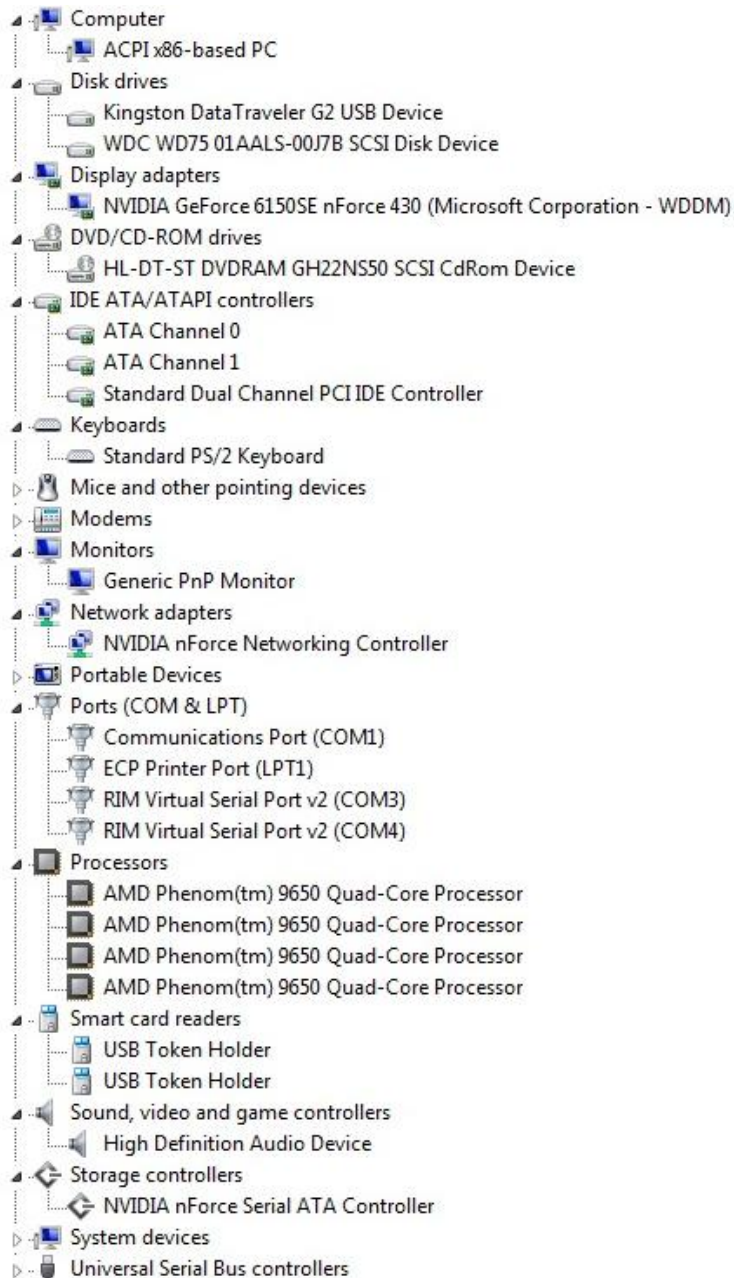 Computer
ACPI x86-based PC
Disk drives
Kingston DataTraveler G2 USB Device
WDC WD75 01AALS-00J7B SCSI Disk Device
Display adapters
NVIDIA GeForce 6150SE nForce 430 (Microsoft Corporation - WDDM)
DVD/CD-ROM drives
HL-DT-ST DVDRAM GH22NS50 SCSI CdRom Device
IDE ATA/ATAPI controllers
ATA Channel 0
ATA Channel 1
Standard Dual Channel PCI IDE Controller
Keyboards
Standard PS/2 Keyboard
Mice and other pointing devices
Modems
Monitors
Generic PnP Monitor
Network adapters
NVIDIA nForce Networking Controller
Portable Devices
Ports (COM & LPT)
Communications Port (COM1)
ECP Printer Port (LPT1)
RIM Virtual Serial Port v2 (COM3)
RIM Virtual Serial Port v2 (COM4)
Processors
AMD Phenom(tm) 9650 Quad-Core Processor
AMD Phenom(tm) 9650 Quad-Core Processor
AMD Phenom(tm) 9650 Quad-Core Processor
AMD Phenom(tm) 9650 Quad-Core Processor
Smart card readers
USB Token Holder
USB Token Holder
Sound, video and game controllers
High Definition Audio Device
Storage controllers
NVIDIA nForce Serial ATA Controller
System devices
Universal Serial Bus controllers